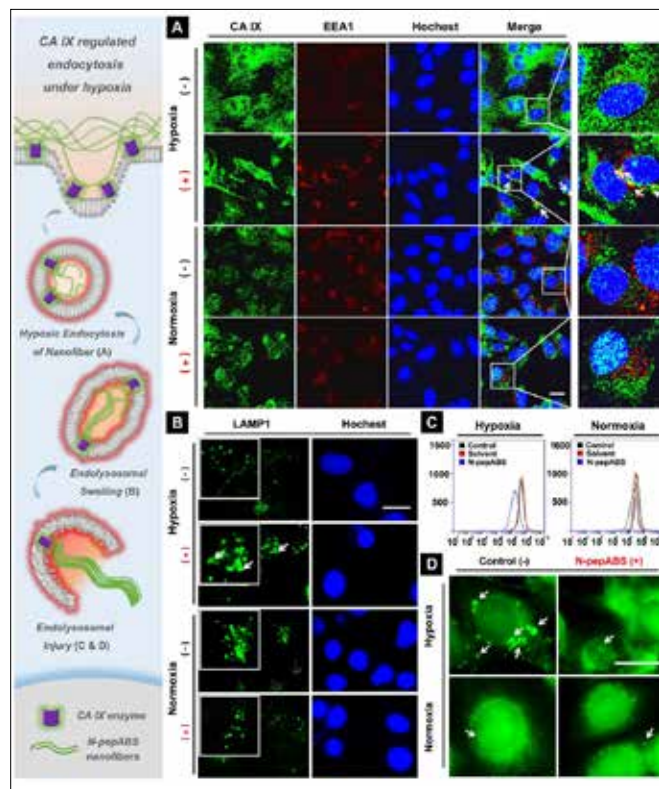 CA IX regulated
endocytosis
under hypoxia
Hypoxic Endocytosis
of Nanofiber (A)
Endolysosomal
Swelling (B)
Endolysosomal
Injury (C & D)
CA IX enzyme
N-pepABS
nanofibers
A
CA IX EEA1 Hochest Merge
Hypoxia
(-)
(+)
Normoxia
(-)
(+)
B
LAMP1 Hochest
Hypoxia
(-)
(+)
Normoxia
(-)
(+)
C
Hypoxia Normoxia
1500
1000
500
Control
Solvent
N-pepABS
1500
1000
500
Control
Solvent
N-pepABS
D
Control (-) N-pepABS (+)
Hypoxia
Normoxia